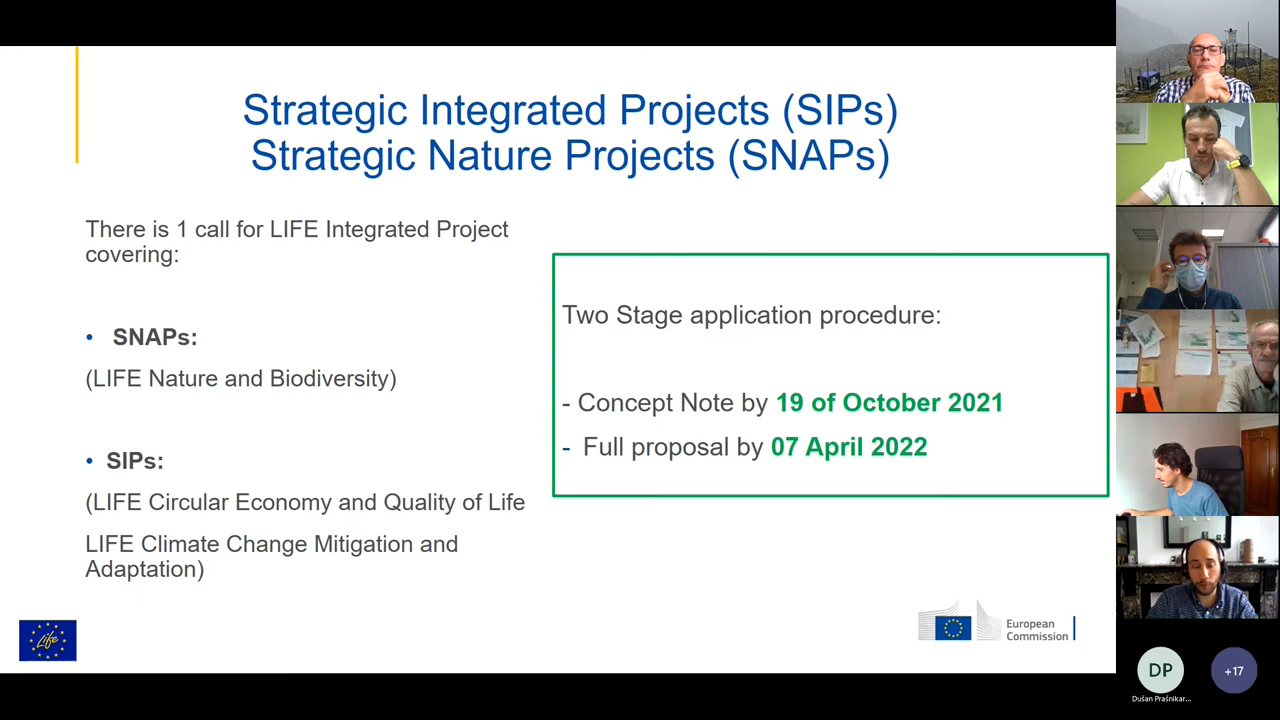 Strategic Integrated Projects (SIPs)
Strategic Nature Projects (SNAPs)
There is 1 call for LIFE Integrated Project
covering:
• SNAPs:
(LIFE Nature and Biodiversity)
• SIPs:
(LIFE Circular Economy and Quality of Life
LIFE Climate Change Mitigation and
Adaptation)
Two Stage application procedure:
- Concept Note by 19 of October 2021
- Full proposal by 07 April 2022
Life
European
Commission
DP
+17
Dušan Praśnikar...